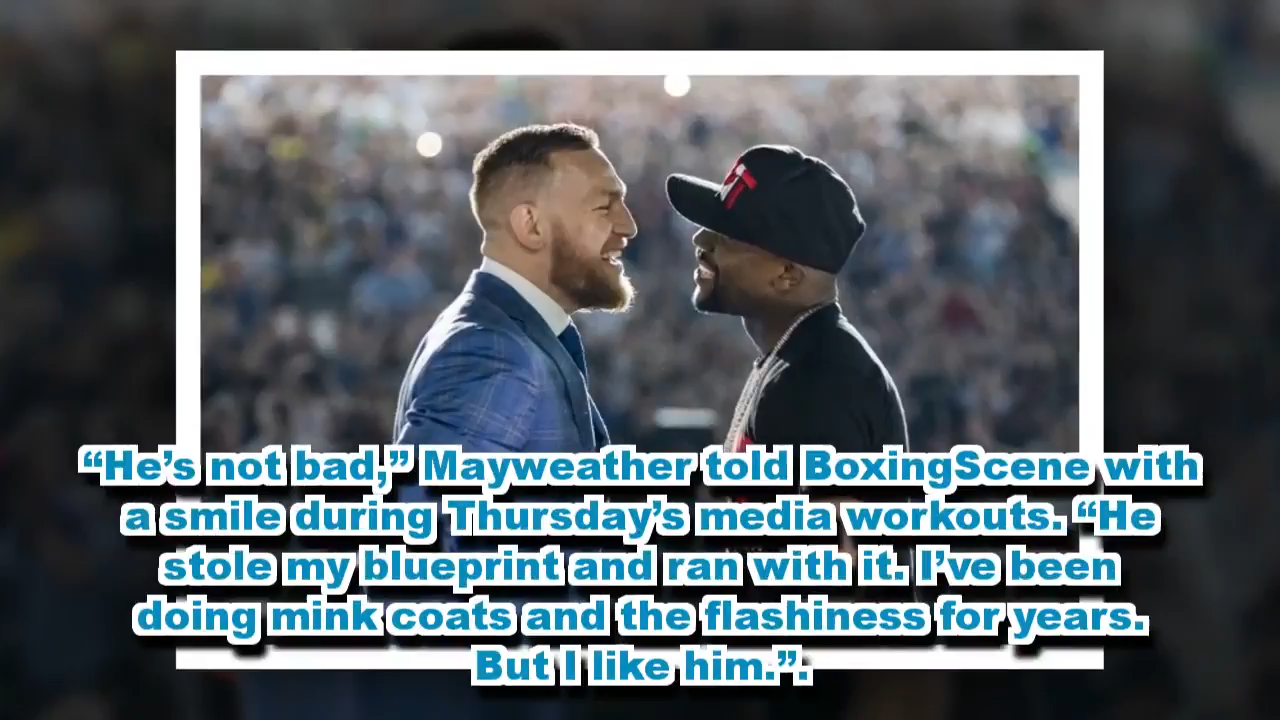 “He’s not bad,” Mayweather told BoxingScene with
a smile during Thursday’s media workouts. “He
stole my blueprint and ran with it. I’ve been
doing mink coats and the flashiness for years.
But I like him.”.